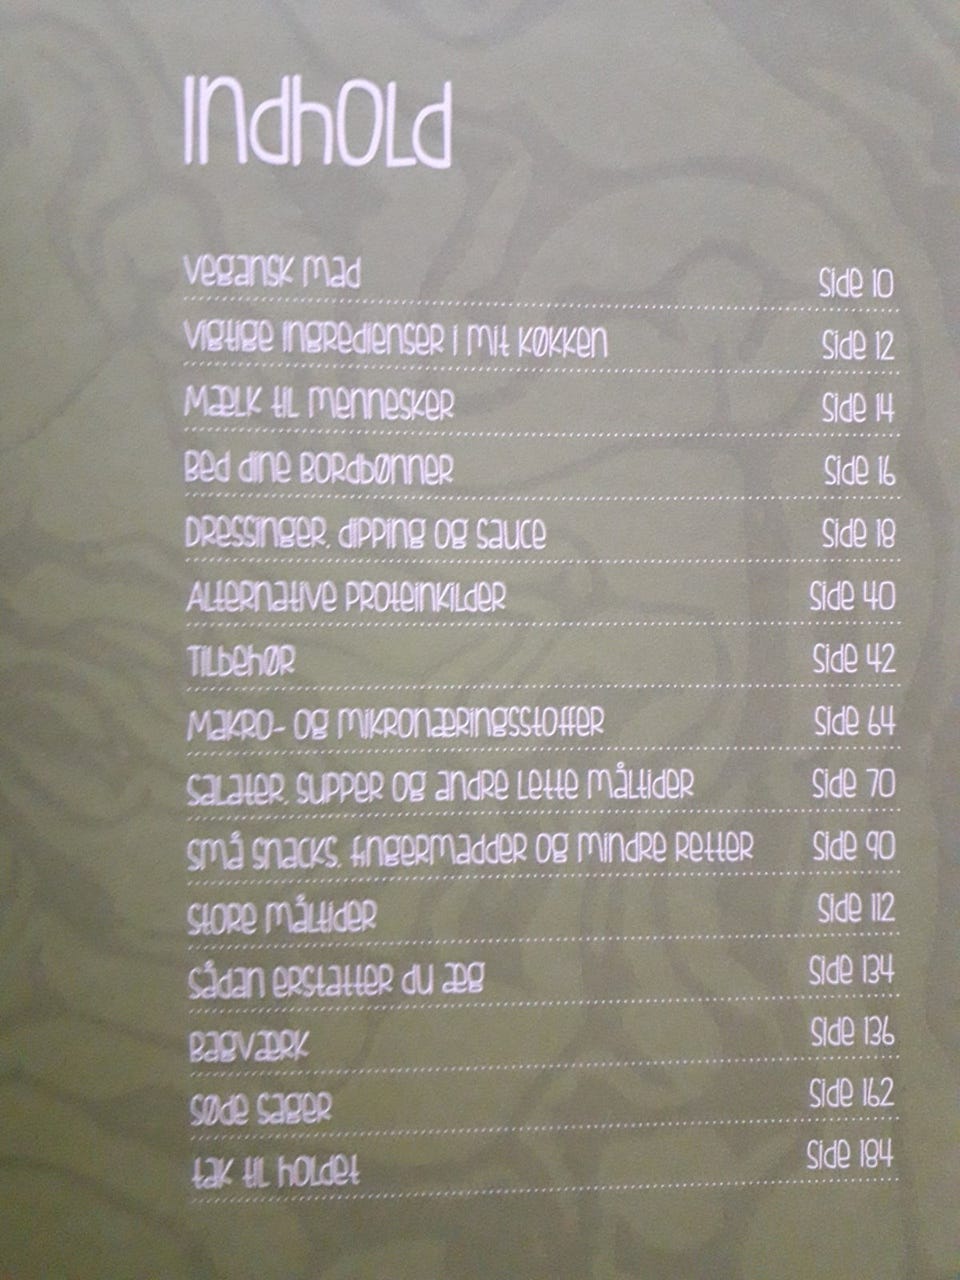 Indhold
Vegansk mad Side 10
Vigtige ingredienser i mit køkken Side 12
Mælk til mennesker Side 14
Bed dine bordbønner Side 16
Dressinger, dipping og sauce Side 18
Alternative proteinkilder Side 40
Tilbehør Side 42
Makro- og mikronæringsstoffer Side 64
Salater, supper og andre lette måltider Side 70
Små snacks, fingermadder og mindre retter Side 90
Store måltider Side 112
Sådan erstatter du æg Side 134
Bagværk Side 136
Søde sager Side 162
Tak til holdet Side 184